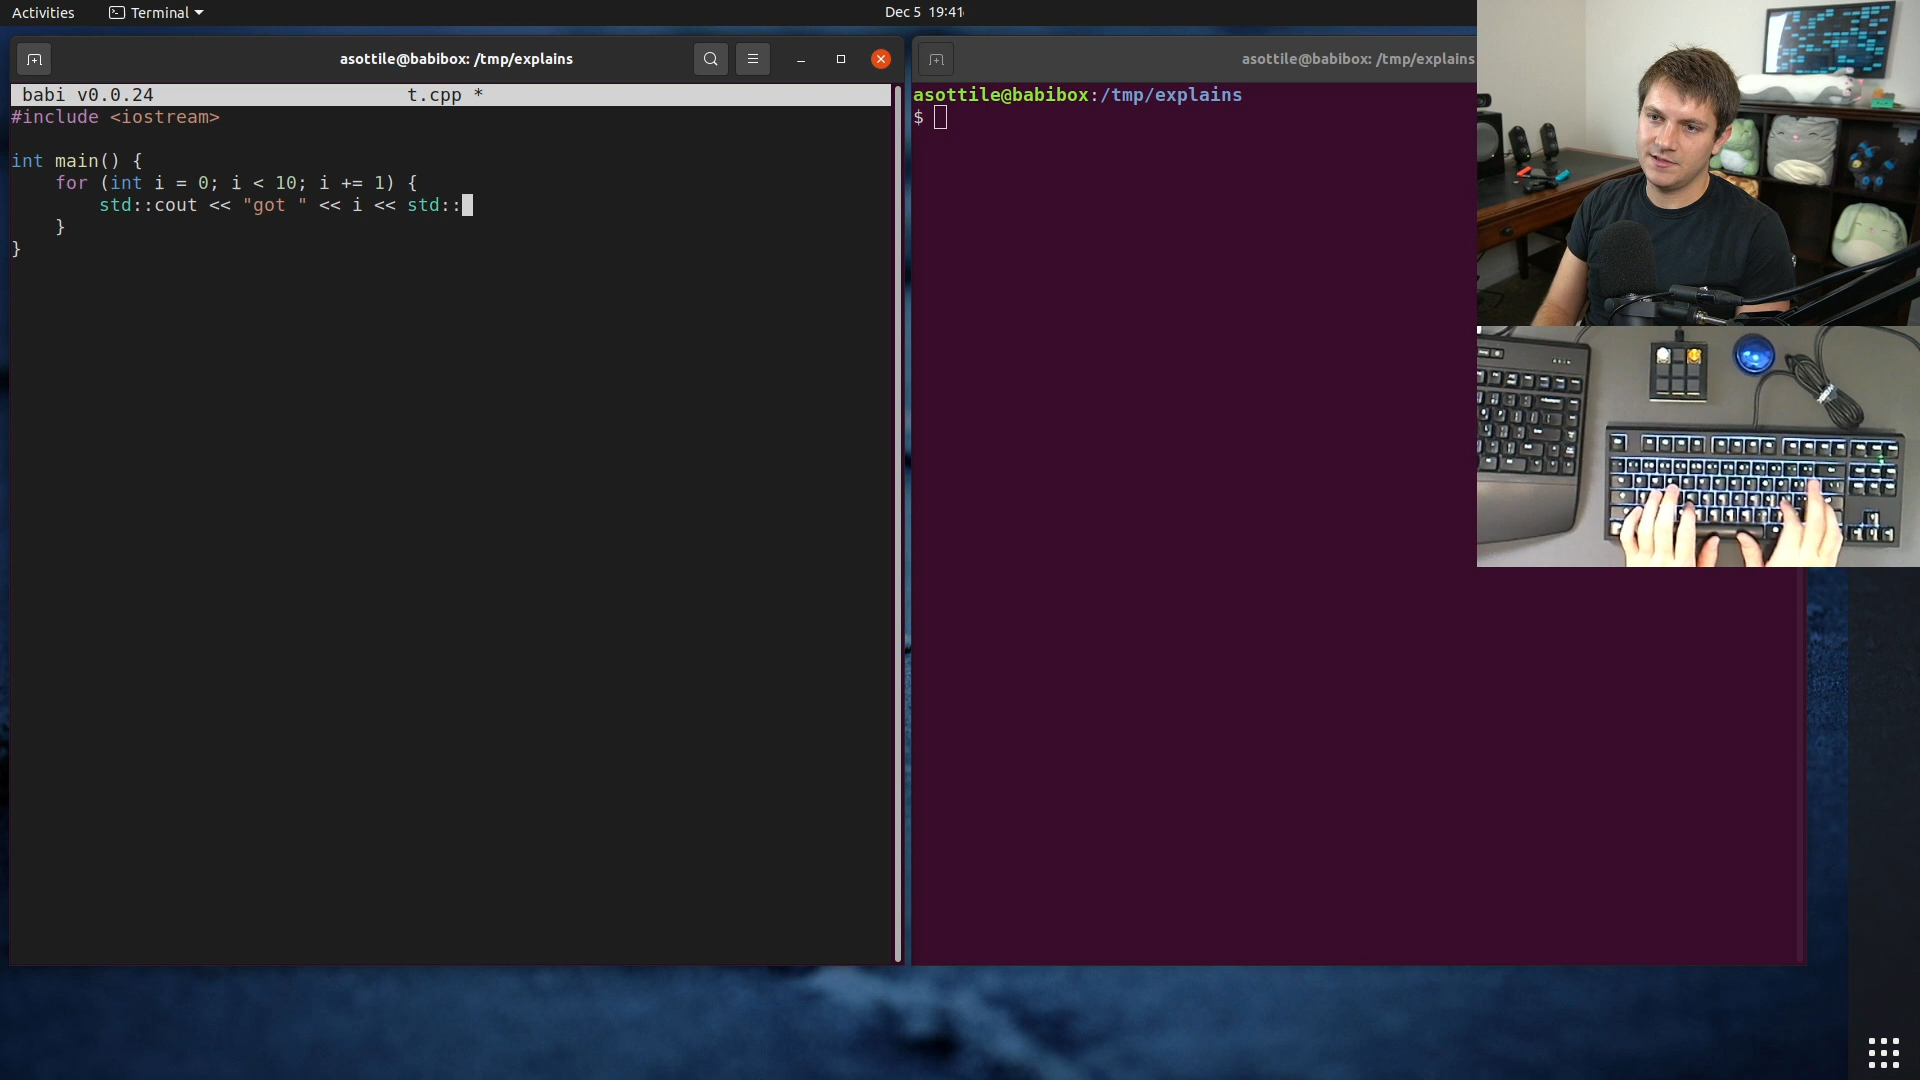 Activities
Terminal
Dec 5 19:41
asottile@babibox: /tmp/explains
babi v0.0.24 t.cpp *
#include <iostream>
int main() {
    for (int i = 0; i < 10; i += 1) {
        std::cout << "got " << i << std::
    }
}
asottile@babibox: /tmp/explains
asottile@babibox:/tmp/explains
$